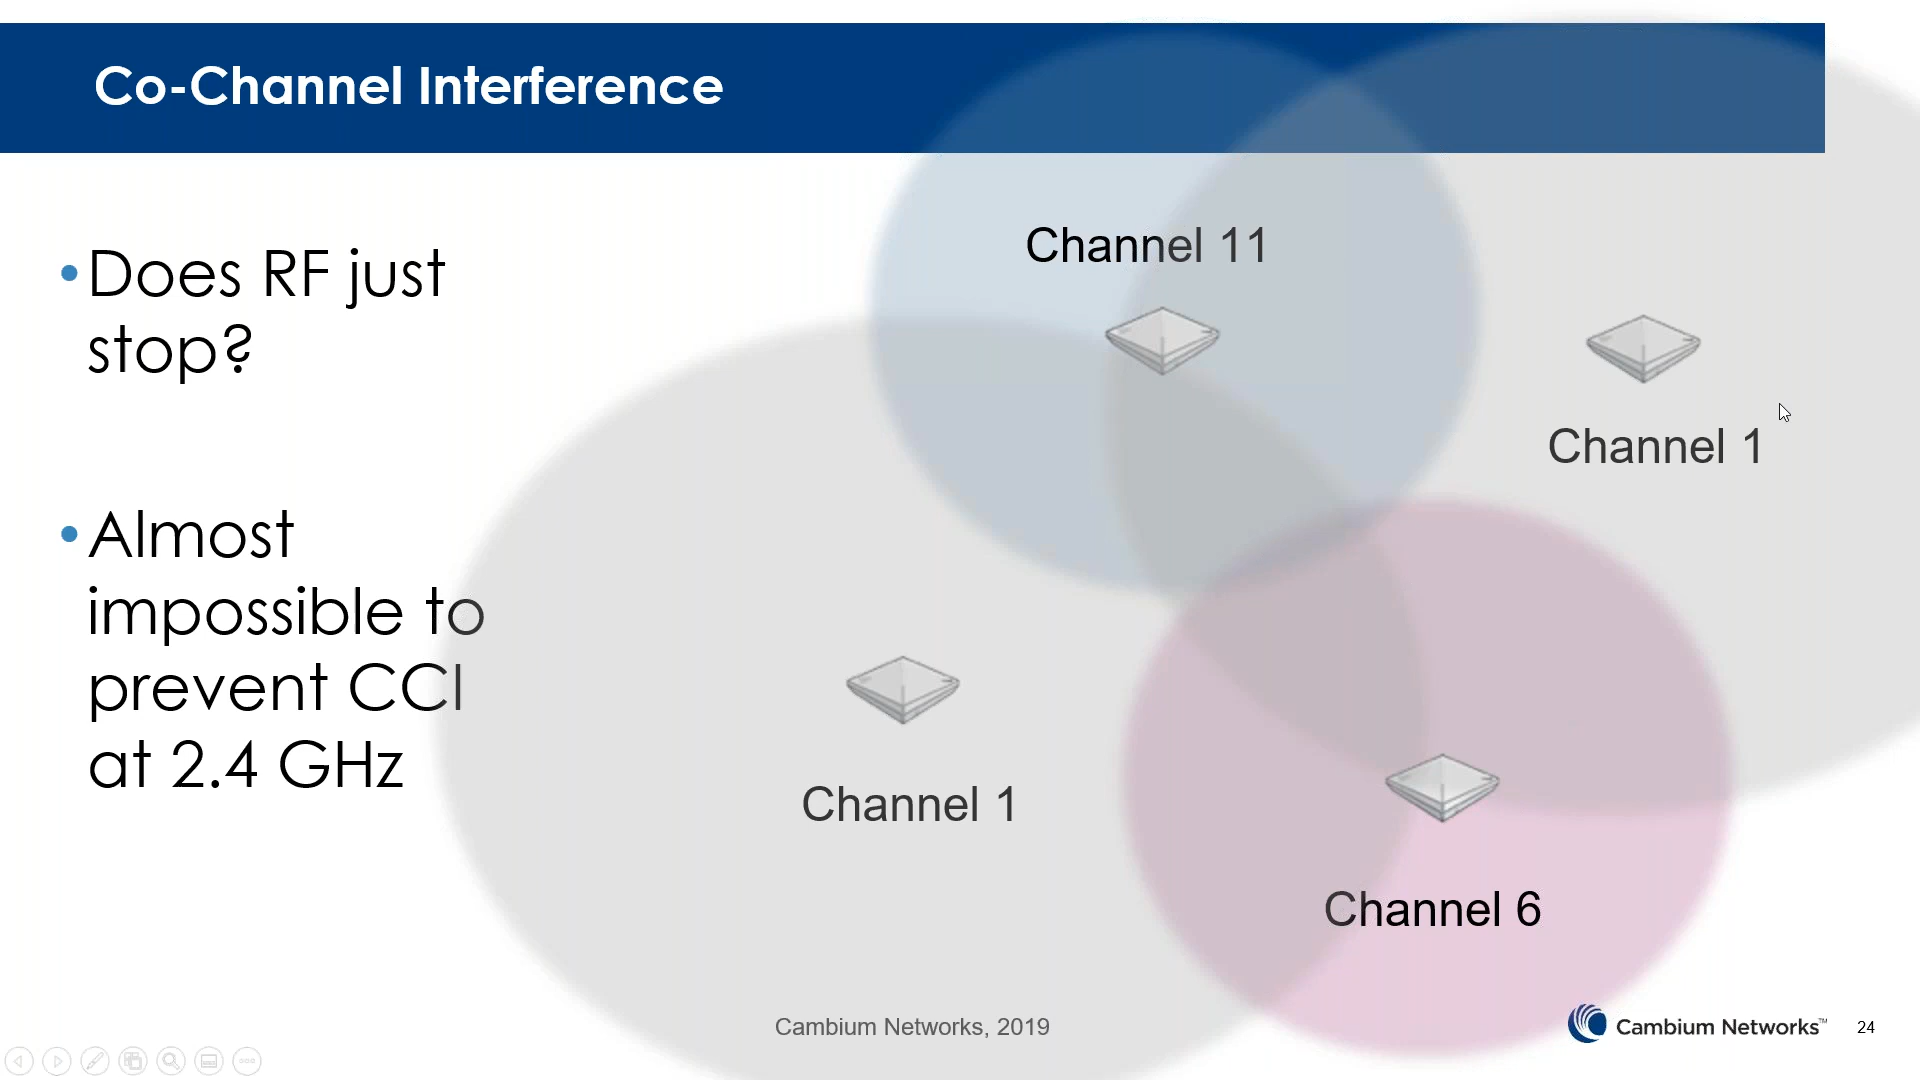 Co-Channel Interference
•Does RF just
stop?
•Almost
impossible to
prevent CCI
at 2.4 GHz
Channel 11
Channel 1
Channel 1
Channel 6
Cambium Networks, 2019
Cambium Networks™
24